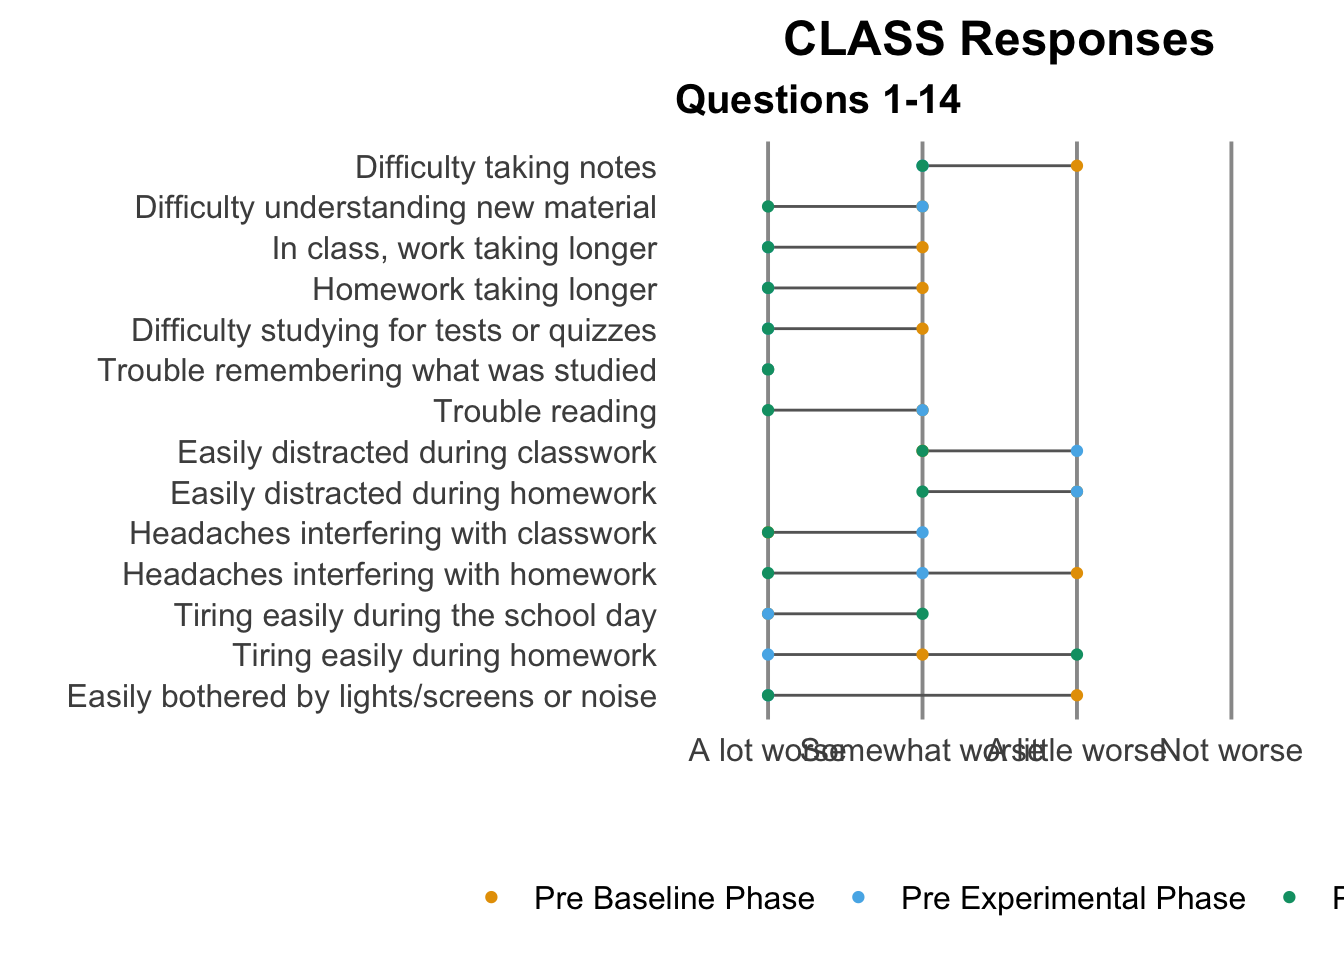 CLASS Responses
Questions 1-14
Difficulty taking notes
Difficulty understanding new material
In class, work taking longer
Homework taking longer
Difficulty studying for tests or quizzes
Trouble remembering what was studied
Trouble reading
Easily distracted during classwork
Easily distracted during homework
Headaches interfering with classwork
Headaches interfering with homework
Tiring easily during the school day
Tiring easily during homework
Easily bothered by lights/screens or noise
A lot worse Somewhat worse A little worse Not worse
Pre Baseline Phase Pre Experimental Phase